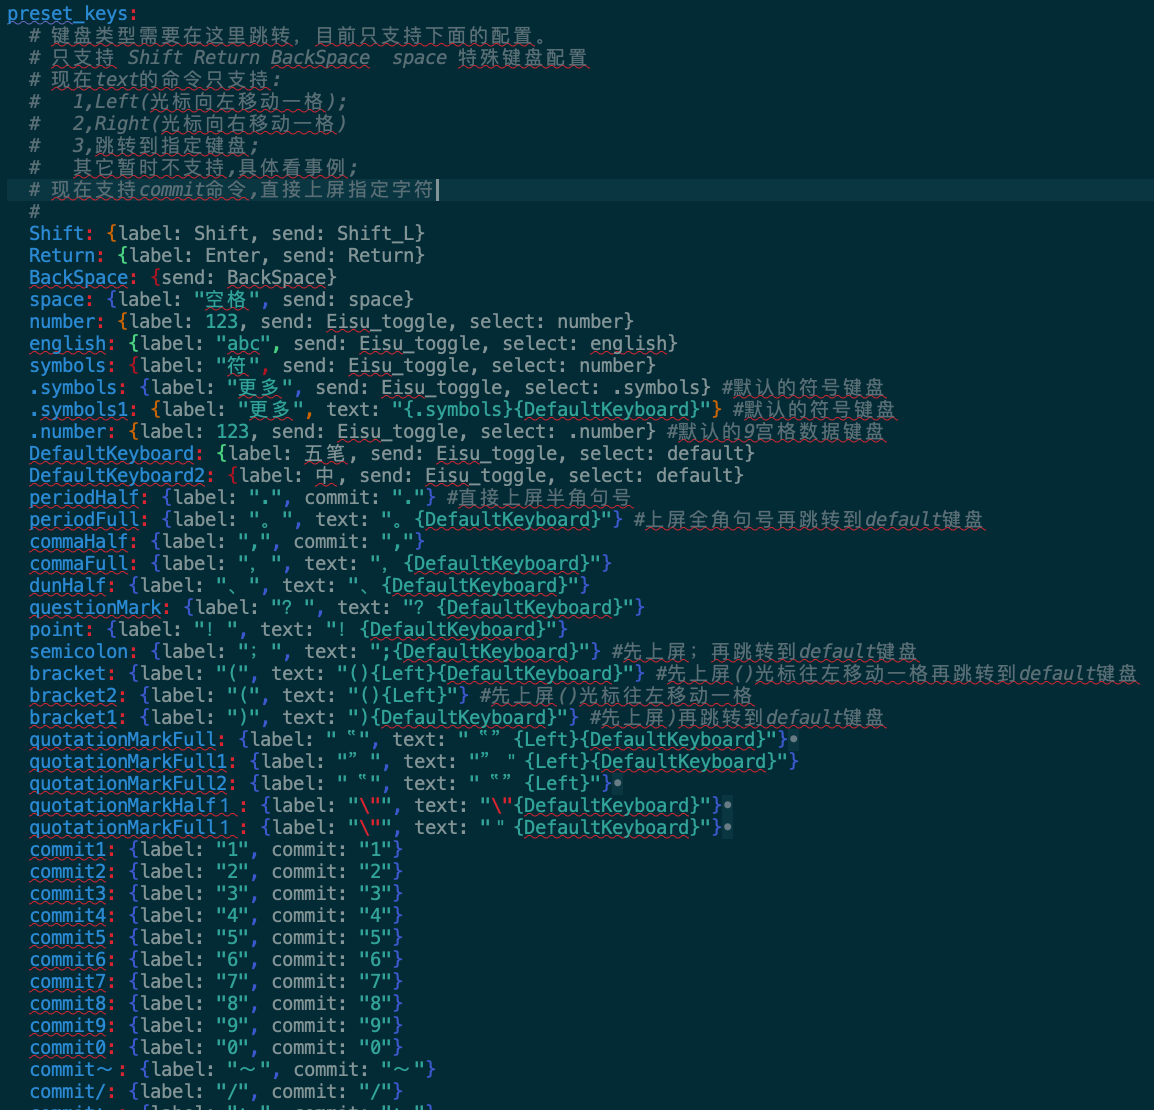 preset_keys:
# 键盘类型需要在这里跳转，目前只支持下面的配置。
# 只支持 Shift Return BackSpace  space 特殊键盘配置
# 现在text的命令只支持:
#   1,Left(光标向左移动一格);
#   2,Right(光标向右移动一格)
#   3,跳转到指定键盘;
#   其它暂时不支持,具体看事例;
# 现在支持commit命令,直接上屏指定字符
#
Shift: {label: Shift, send: Shift_L}
Return: {label: Enter, send: Return}
BackSpace: {send: BackSpace}
space: {label: "空格", send: space}
number: {label: 123, send: Eisu_toggle, select: number}
english: {label: "abc", send: Eisu_toggle, select: english}
symbols: {label: "符", send: Eisu_toggle, select: number}
.symbols: {label: "更多", send: Eisu_toggle, select: .symbols} #默认的符号键盘
.symbols1: {label: "更多", text: "{.symbols}{DefaultKeyboard}"} #默认的符号键盘
.number: {label: 123, send: Eisu_toggle, select: .number} #默认的9宫格数据键盘
DefaultKeyboard: {label: 五笔, send: Eisu_toggle, select: default}
DefaultKeyboard2: {label: 中, send: Eisu_toggle, select: default}
periodHalf: {label: ".", commit: "."} #直接上屏半角句号
periodFull: {label: "。", text: "。{DefaultKeyboard}"} #上屏全角句号再跳转到default键盘
commaHalf: {label: ",", commit: ","}
commaFull: {label: "，", text: "，{DefaultKeyboard}"}
dunHalf: {label: "、", text: "、{DefaultKeyboard}"}
questionMark: {label: "？", text: "？{DefaultKeyboard}"}
point: {label: "！", text: "！{DefaultKeyboard}"}
semicolon: {label: "；", text: ";{DefaultKeyboard}"} #先上屏；再跳转到default键盘
bracket: {label: "(", text: "(){Left}{DefaultKeyboard}"} #先上屏()光标往左移动一格再跳转到default键盘
bracket2: {label: "(", text: "(){Left}"} #先上屏()光标往左移动一格
bracket1: {label: ")", text: "){DefaultKeyboard}"} #先上屏)再跳转到default键盘
quotationMarkFull: {label: "“", text: "“”{Left}{DefaultKeyboard}"}
quotationMarkFull1: {label: "”", text: "”＂{Left}{DefaultKeyboard}"}
quotationMarkFull2: {label: "“", text: "“”{Left}"}
quotationMarkHalf１: {label: "\"", text: "\"{DefaultKeyboard}"}
quotationMarkFull１: {label: "\"", text: "＂{DefaultKeyboard}"}
commit1: {label: "1", commit: "1"}
commit2: {label: "2", commit: "2"}
commit3: {label: "3", commit: "3"}
commit4: {label: "4", commit: "4"}
commit5: {label: "5", commit: "5"}
commit6: {label: "6", commit: "6"}
commit7: {label: "7", commit: "7"}
commit8: {label: "8", commit: "8"}
commit9: {label: "9", commit: "9"}
commit0: {label: "0", commit: "0"}
commit～: {label: "～", commit: "～"}
commit/: {label: "/", commit: "/"}